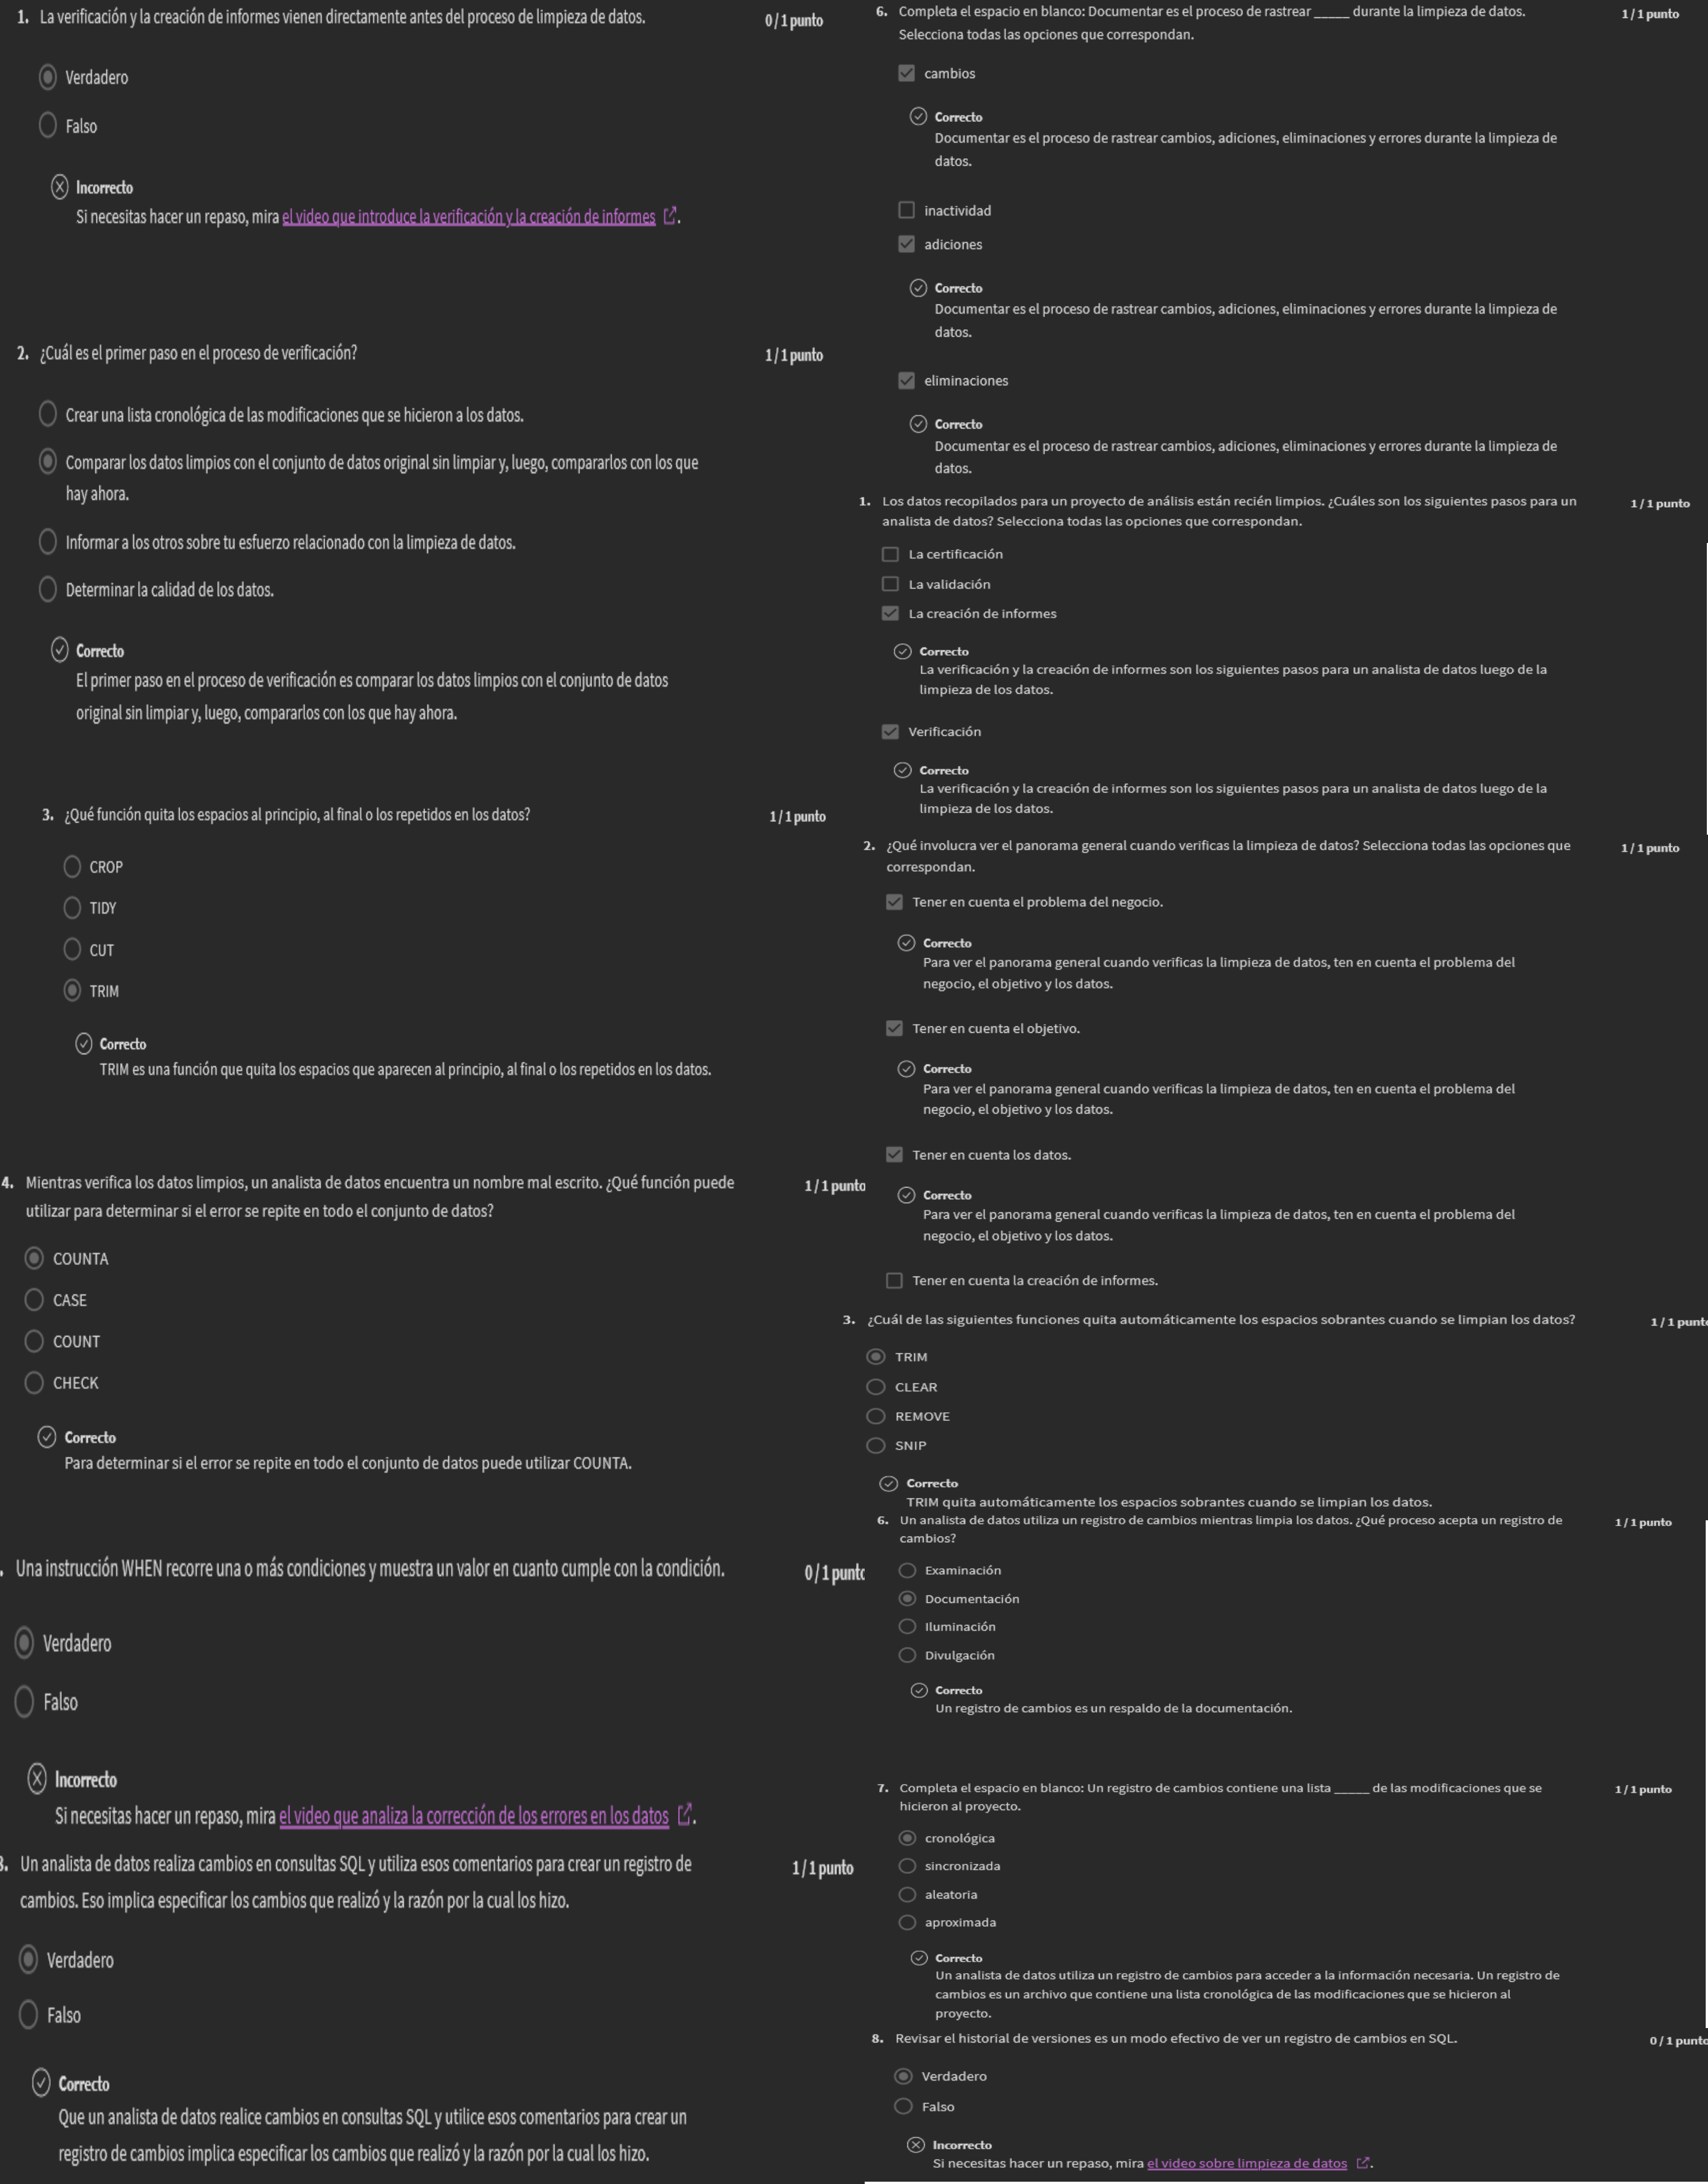 1. La verificación y la creación de informes vienen directamente antes del proceso de limpieza de datos.
0 / 1 punto
Verdadero
Falso
Incorrecto
Si necesitas hacer un repaso, mira el video que introduce la verificación y la creación de informes.
2. ¿Cuál es el primer paso en el proceso de verificación?
1 / 1 punto
Crear una lista cronológica de las modificaciones que se hicieron a los datos.
Comparar los datos limpios con el conjunto de datos original sin limpiar y, luego, compararlos con los que
hay ahora.
Informar a los otros sobre tu esfuerzo relacionado con la limpieza de datos.
Determinar la calidad de los datos.
Correcto
El primer paso en el proceso de verificación es comparar los datos limpios con el conjunto de datos
original sin limpiar y, luego, compararlos con los que hay ahora.
3. ¿Qué función quita los espacios al principio, al final o los repetidos en los datos?
1 / 1 punto
CROP
TIDY
CUT
TRIM
Correcto
TRIM es una función que quita los espacios que aparecen al principio, al final o los repetidos en los datos.
4. Mientras verifica los datos limpios, un analista de datos encuentra un nombre mal escrito. ¿Qué función puede
utilizar para determinar si el error se repite en todo el conjunto de datos?
1 / 1 punto
COUNTA
CASE
COUNT
CHECK
Correcto
Para determinar si el error se repite en todo el conjunto de datos puede utilizar COUNTA.
. Una instrucción WHEN recorre una o más condiciones y muestra un valor en cuanto cumple con la condición.
0 / 1 punto
Verdadero
Falso
Incorrecto
Si necesitas hacer un repaso, mira el video que analiza la corrección de los errores en los datos.
3. Un analista de datos realiza cambios en consultas SQL y utiliza esos comentarios para crear un registro de
cambios. Eso implica especificar los cambios que realizó y la razón por la cual los hizo.
1 / 1 punto
Verdadero
Falso
Correcto
Que un analista de datos realice cambios en consultas SQL y utilice esos comentarios para crear un
registro de cambios implica especificar los cambios que realizó y la razón por la cual los hizo.
6. Completa el espacio en blanco: Documentar es el proceso de rastrear _____ durante la limpieza de datos.
Selecciona todas las opciones que correspondan.
1 / 1 punto
cambios
Correcto
Documentar es el proceso de rastrear cambios, adiciones, eliminaciones y errores durante la limpieza de
datos.
inactividad
adiciones
Correcto
Documentar es el proceso de rastrear cambios, adiciones, eliminaciones y errores durante la limpieza de
datos.
eliminaciones
Correcto
Documentar es el proceso de rastrear cambios, adiciones, eliminaciones y errores durante la limpieza de
datos.
1. Los datos recopilados para un proyecto de análisis están recién limpios. ¿Cuáles son los siguientes pasos para un
analista de datos? Selecciona todas las opciones que correspondan.
1 / 1 punto
La certificación
La validación
La creación de informes
Correcto
La verificación y la creación de informes son los siguientes pasos para un analista de datos luego de la
limpieza de los datos.
Verificación
Correcto
La verificación y la creación de informes son los siguientes pasos para un analista de datos luego de la
limpieza de los datos.
2. ¿Qué involucra ver el panorama general cuando verificas la limpieza de datos? Selecciona todas las opciones que
correspondan.
1 / 1 punto
Tener en cuenta el problema del negocio.
Correcto
Para ver el panorama general cuando verificas la limpieza de datos, ten en cuenta el problema del
negocio, el objetivo y los datos.
Tener en cuenta el objetivo.
Correcto
Para ver el panorama general cuando verificas la limpieza de datos, ten en cuenta el problema del
negocio, el objetivo y los datos.
Tener en cuenta los datos.
Correcto
Para ver el panorama general cuando verificas la limpieza de datos, ten en cuenta el problema del
negocio, el objetivo y los datos.
Tener en cuenta la creación de informes.
3. ¿Cuál de las siguientes funciones quita automáticamente los espacios sobrantes cuando se limpian los datos?
1 / 1 punto
TRIM
CLEAR
REMOVE
SNIP
Correcto
TRIM quita automáticamente los espacios sobrantes cuando se limpian los datos.
6. Un analista de datos utiliza un registro de cambios mientras limpia los datos. ¿Qué proceso acepta un registro de
cambios?
1 / 1 punto
Examinación
Documentación
Iluminación
Divulgación
Correcto
Un registro de cambios es un respaldo de la documentación.
7. Completa el espacio en blanco: Un registro de cambios contiene una lista _____ de las modificaciones que se
hicieron al proyecto.
1 / 1 punto
cronológica
sincronizada
aleatoria
aproximada
Correcto
Un analista de datos utiliza un registro de cambios para acceder a la información necesaria. Un registro de
cambios es un archivo que contiene una lista cronológica de las modificaciones que se hicieron al
proyecto.
8. Revisar el historial de versiones es un modo efectivo de ver un registro de cambios en SQL.
0 / 1 punto
Verdadero
Falso
Incorrecto
Si necesitas hacer un repaso, mira el video sobre limpieza de datos.